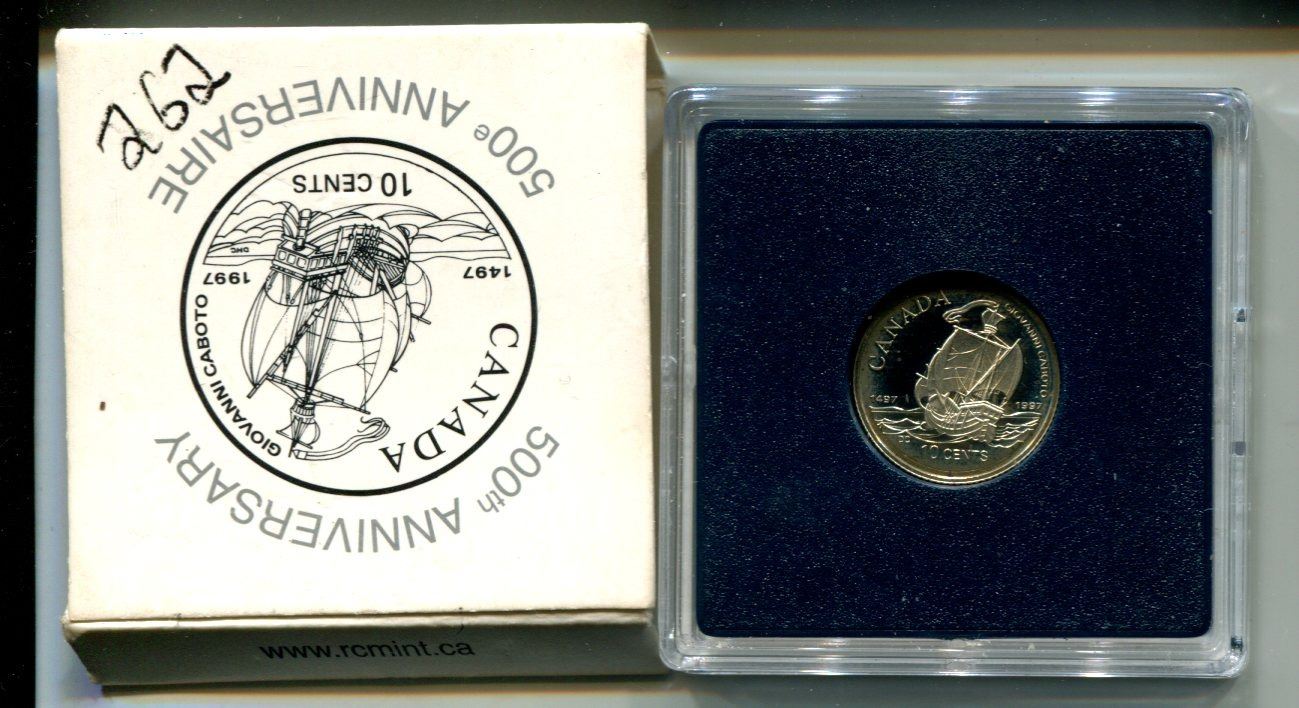 262
500th ANNIVERSARY
CANADA
GIOVANNI CABOTO
1497
1997
DHC
10 CENTS
500e ANNIVERSAIRE
www.rcmint.ca
CANADA
GIOVANNI CABOTO
1497
1997
10 CENTS